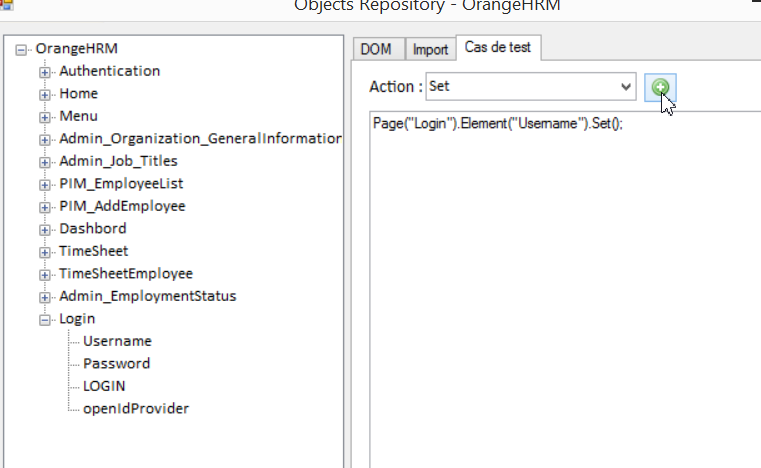 Objects Repository - OrangeHRM
OrangeHRM
Authentication
Home
Menu
Admin_Organization_GeneralInformation
Admin_Job_Titles
PIM_EmployeeList
PIM_AddEmployee
Dashbord
TimeSheet
TimeSheetEmployee
Admin_EmploymentStatus
Login
Username
Password
LOGIN
openIdProvider
DOM Import Cas de test
Action : Set
Page("Login").Element("Username").Set();